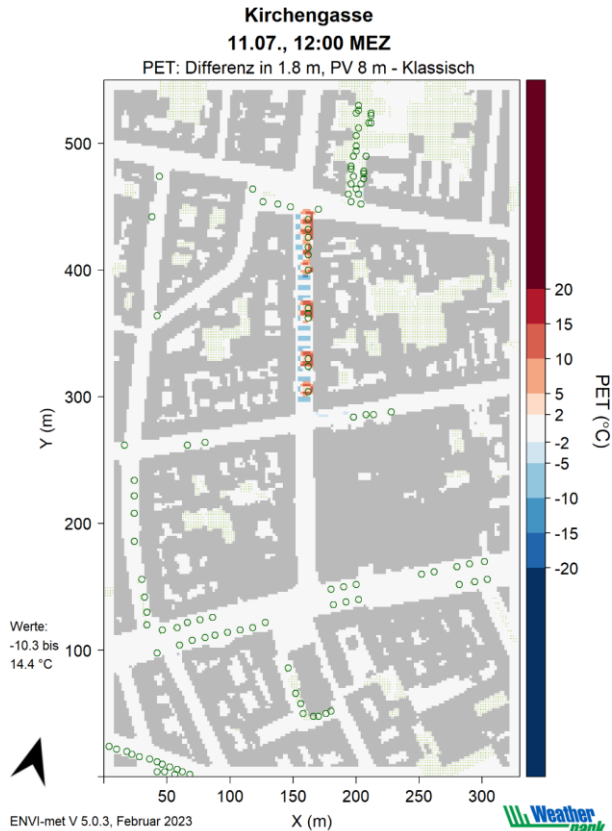 Kirchengasse
11.07., 12:00 MEZ
PET: Differenz in 1.8 m, PV 8 m - Klassisch
500
400
300
200
100
Y (m)
50
100
150
200
250
300
X (m)
20
15
10
5
2
-2
-5
-10
-15
-20
PET (°C)
Werte:
-10.3 bis
14.4 °C
ENVI-met V 5.0.3, Februar 2023
Weather
park